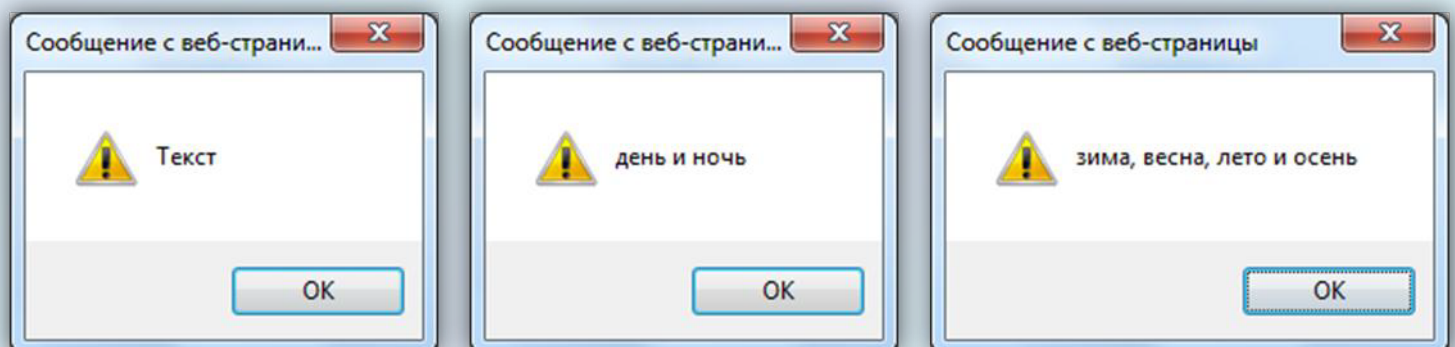 Сообщение с веб-страни...
Текст
OK
Сообщение с веб-страни...
день и ночь
OK
Сообщение с веб-страницы
зима, весна, лето и осень
OK